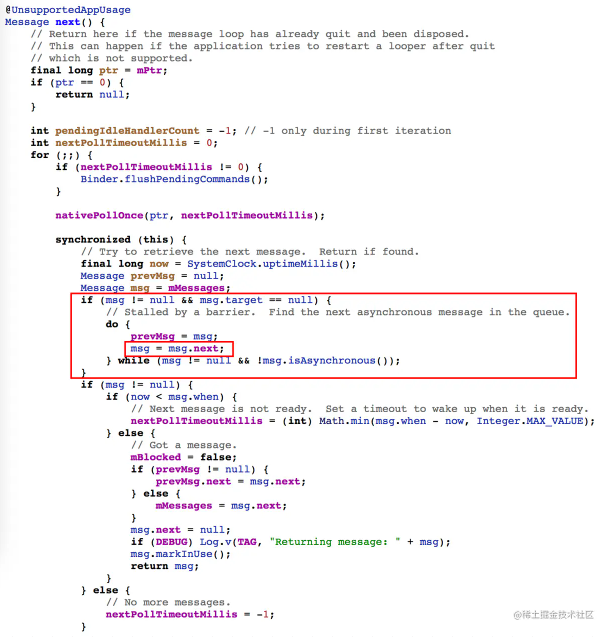 @UnsupportedAppUsage
Message next() {
    // Return here if the message loop has already quit and been disposed.
    // This can happen if the application tries to restart a looper after quit
    // which is not supported.
    final long ptr = mPtr;
    if (ptr == 0) {
        return null;
    }

    int pendingIdleHandlerCount = -1; // -1 only during first iteration
    int nextPollTimeoutMillis = 0;
    for (;;) {
        if (nextPollTimeoutMillis != 0) {
            Binder.flushPendingCommands();
        }

        nativePollOnce(ptr, nextPollTimeoutMillis);

        synchronized (this) {
            // Try to retrieve the next message.  Return if found.
            final long now = SystemClock.uptimeMillis();
            Message prevMsg = null;
            Message msg = mMessages;
            if (msg != null && msg.target == null) {
                // Stalled by a barrier.  Find the next asynchronous message in the queue.
                do {
                    prevMsg = msg;
                    msg = msg.next;
                } while (msg != null && !msg.isAsynchronous());
            }
            if (msg != null) {
                if (now < msg.when) {
                    // Next message is not ready.  Set a timeout to wake up when it is ready.
                    nextPollTimeoutMillis = (int) Math.min(msg.when - now, Integer.MAX_VALUE);
                } else {
                    // Got a message.
                    mBlocked = false;
                    if (prevMsg != null) {
                        prevMsg.next = msg.next;
                    } else {
                        mMessages = msg.next;
                    }
                    msg.next = null;
                    if (DEBUG) Log.v(TAG, "Returning message: " + msg);
                    msg.markInUse();
                    return msg;
                }
            } else {
                // No more messages.
                nextPollTimeoutMillis = -1;
            }
@稀土掘金技术社区